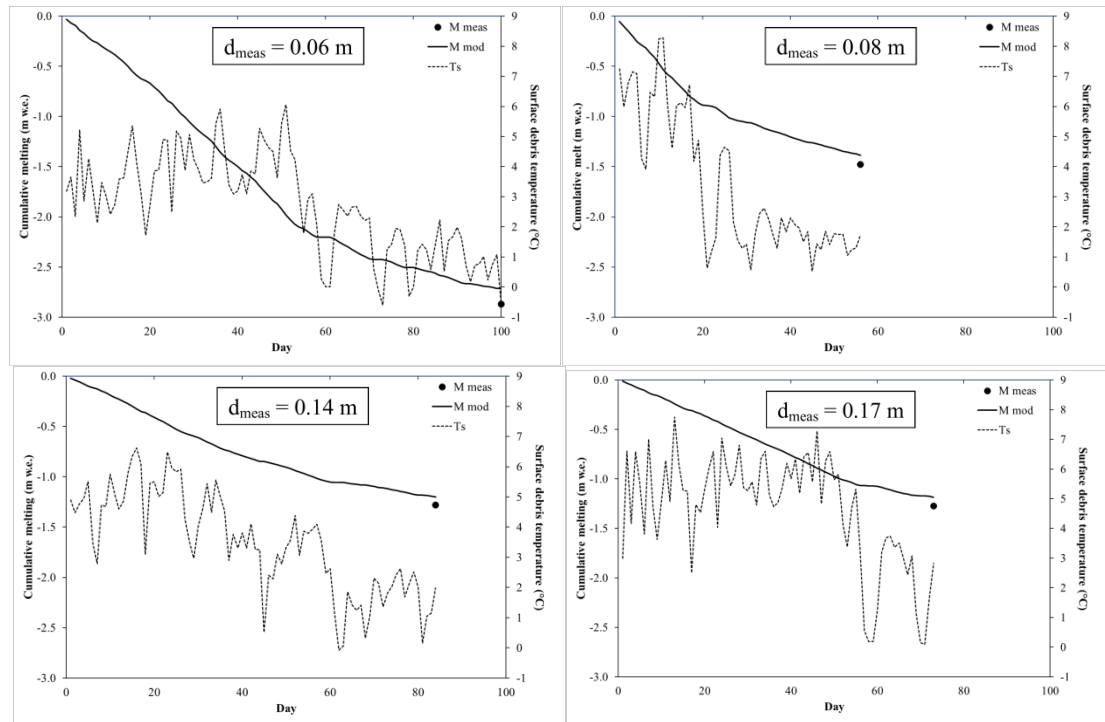 d_meas = 0.06 m
M meas
M mod
Ts
Cumulative melting (m w.e.)
0.0
-0.5
-1.0
-1.5
-2.0
-2.5
-3.0
9
8
7
6
5
4
3
2
1
0
-1
Surface debris temperature (°C)
0 20 40 60 80 100
Day
d_meas = 0.08 m
M meas
M mod
Ts
Cumulative melt (m w.e.)
0.0
-0.5
-1.0
-1.5
-2.0
-2.5
-3.0
9
8
7
6
5
4
3
2
1
0
-1
Surface debris temperature (°C)
0 20 40 60 80 100
Day
d_meas = 0.14 m
M meas
M mod
Ts
Cumulative melting (m w.e.)
0.0
-0.5
-1.0
-1.5
-2.0
-2.5
-3.0
9
8
7
6
5
4
3
2
1
0
-1
Surface debris temperature (°C)
0 20 40 60 80 100
Day
d_meas = 0.17 m
M meas
M mod
Ts
Cumulative melting (m w.e.)
0.0
-0.5
-1.0
-1.5
-2.0
-2.5
-3.0
9
8
7
6
5
4
3
2
1
0
-1
Surface debris temperature (°C)
0 20 40 60 80 100
Day